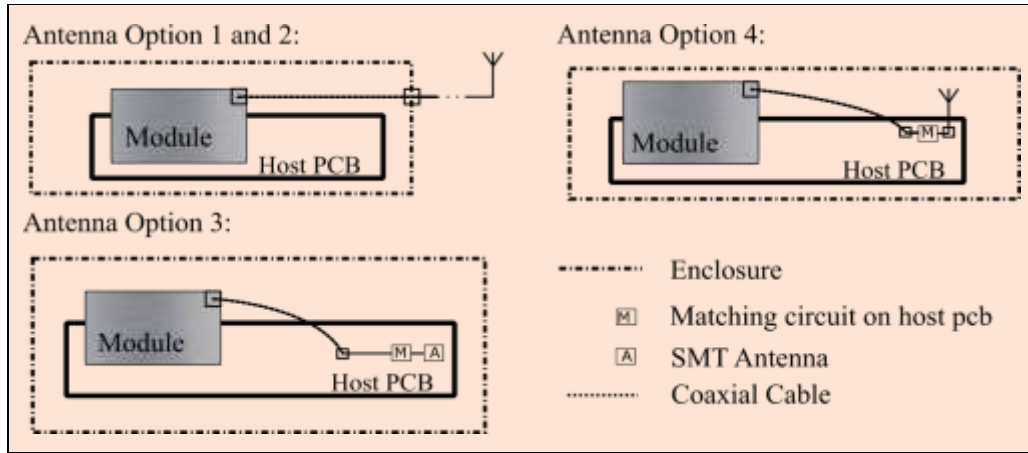 Antenna Option 1 and 2:
Module
Host PCB
Antenna Option 4:
Module
M
Host PCB
Antenna Option 3:
Module
M
A
Host PCB
Enclosure
M
Matching circuit on host pcb
A
SMT Antenna
Coaxial Cable